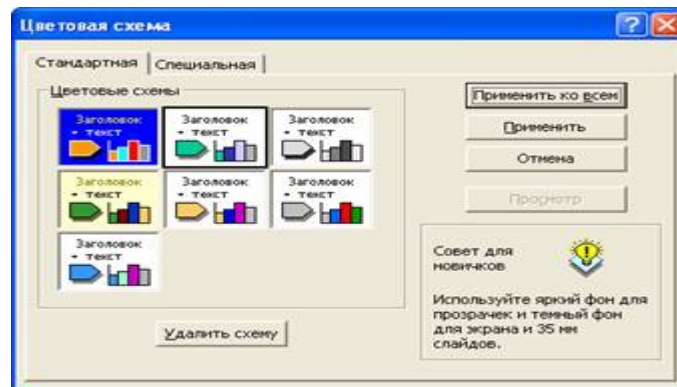 Цветовая схема
Стандартная
Специальная
Цветовые схемы
Заголовок
• текст
Заголовок
• текст
Заголовок
• текст
Заголовок
• текст
Заголовок
• текст
Заголовок
• текст
Заголовок
• текст
Удалить схему
Применить ко всем
Применить
Отмена
Просмотр
Совет для
новичков
Используйте яркий фон для
прозрачек и темный фон
для экрана и 35 мм
слайдов.